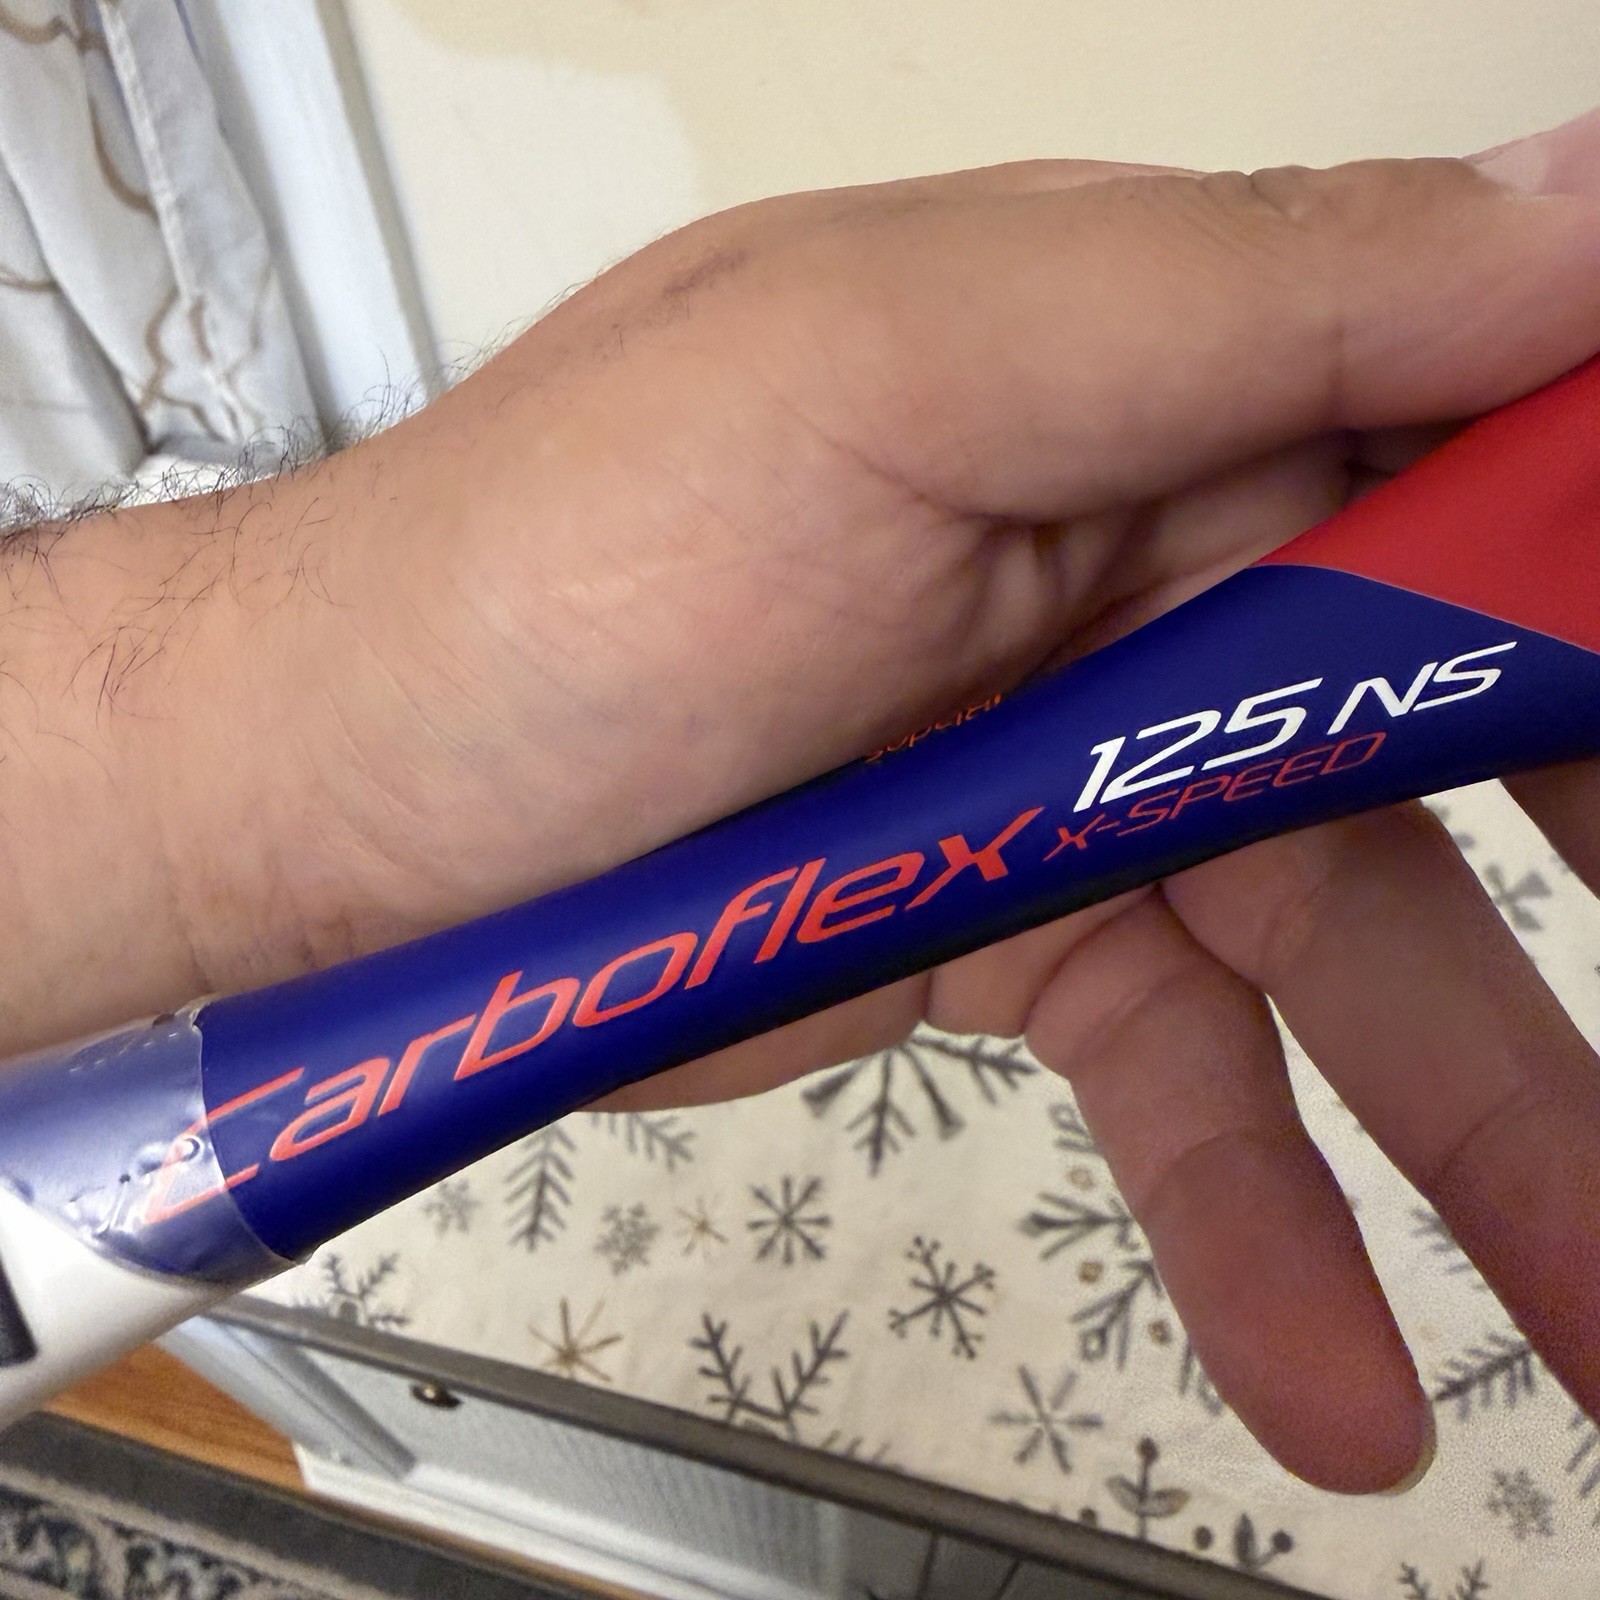 Carboflex
125 NS
X-SPEED